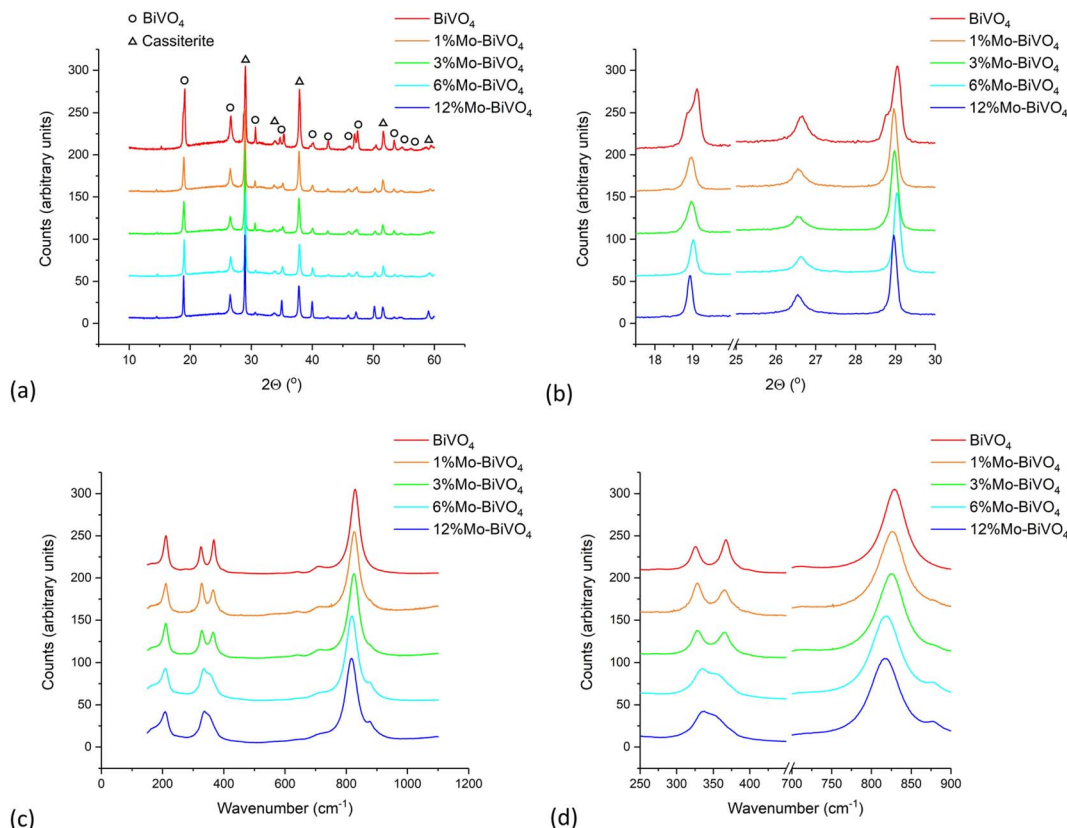 ○ BiVO₄
△ Cassiterite
BiVO₄
1%Mo-BiVO₄
3%Mo-BiVO₄
6%Mo-BiVO₄
12%Mo-BiVO₄
Counts (arbitrary units)
300
250
200
150
100
50
0
10 20 30 40 50 60
2Θ (°)
(a)
BiVO₄
1%Mo-BiVO₄
3%Mo-BiVO₄
6%Mo-BiVO₄
12%Mo-BiVO₄
Counts (arbitrary units)
300
250
200
150
100
50
0
18 19 25 26 27 28 29 30
2Θ (°)
(b)
BiVO₄
1%Mo-BiVO₄
3%Mo-BiVO₄
6%Mo-BiVO₄
12%Mo-BiVO₄
Counts (arbitrary units)
300
250
200
150
100
50
0
0 200 400 600 800 1000 1200
Wavenumber (cm⁻¹)
(c)
BiVO₄
1%Mo-BiVO₄
3%Mo-BiVO₄
6%Mo-BiVO₄
12%Mo-BiVO₄
Counts (arbitrary units)
300
250
200
150
100
50
0
250 300 350 400 700 750 800 850 900
Wavenumber (cm⁻¹)
(d)